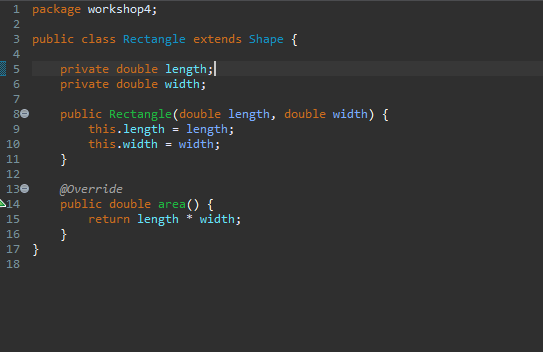 1 package workshop4;
2
3 public class Rectangle extends Shape {
4
5     private double length;
6     private double width;
7
8     public Rectangle(double length, double width) {
9         this.length = length;
10         this.width = width;
11     }
12
13     @Override
14     public double area() {
15         return length * width;
16     }
17 }
18